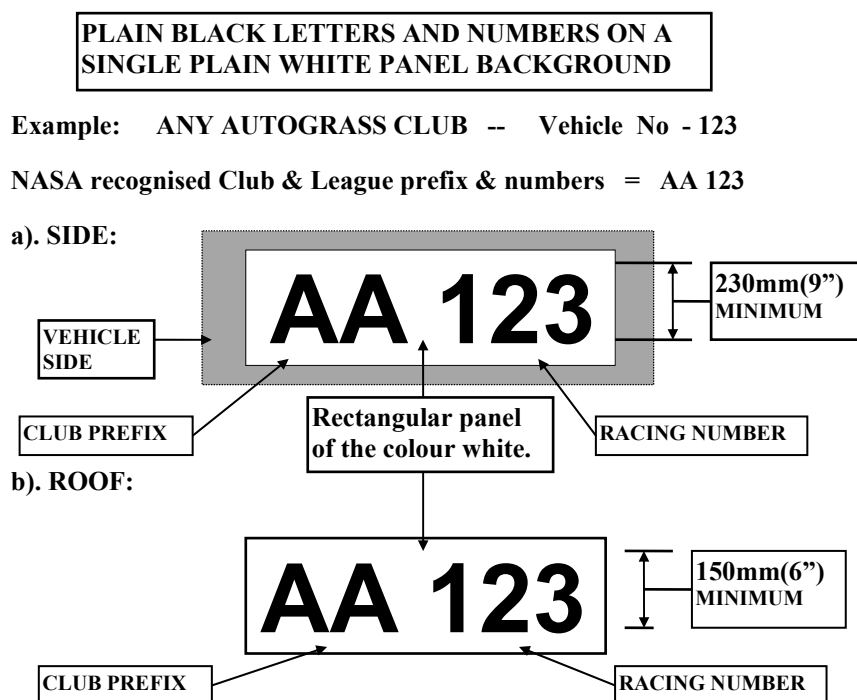 PLAIN BLACK LETTERS AND NUMBERS ON A
SINGLE PLAIN WHITE PANEL BACKGROUND
Example: ANY AUTOGRASS CLUB -- Vehicle No - 123
NASA recognised Club & League prefix & numbers = AA 123
a). SIDE:
AA 123
230mm(9”)
MINIMUM
VEHICLE
SIDE
CLUB PREFIX
Rectangular panel
of the colour white.
RACING NUMBER
b). ROOF:
AA 123
150mm(6”)
MINIMUM
CLUB PREFIX
RACING NUMBER